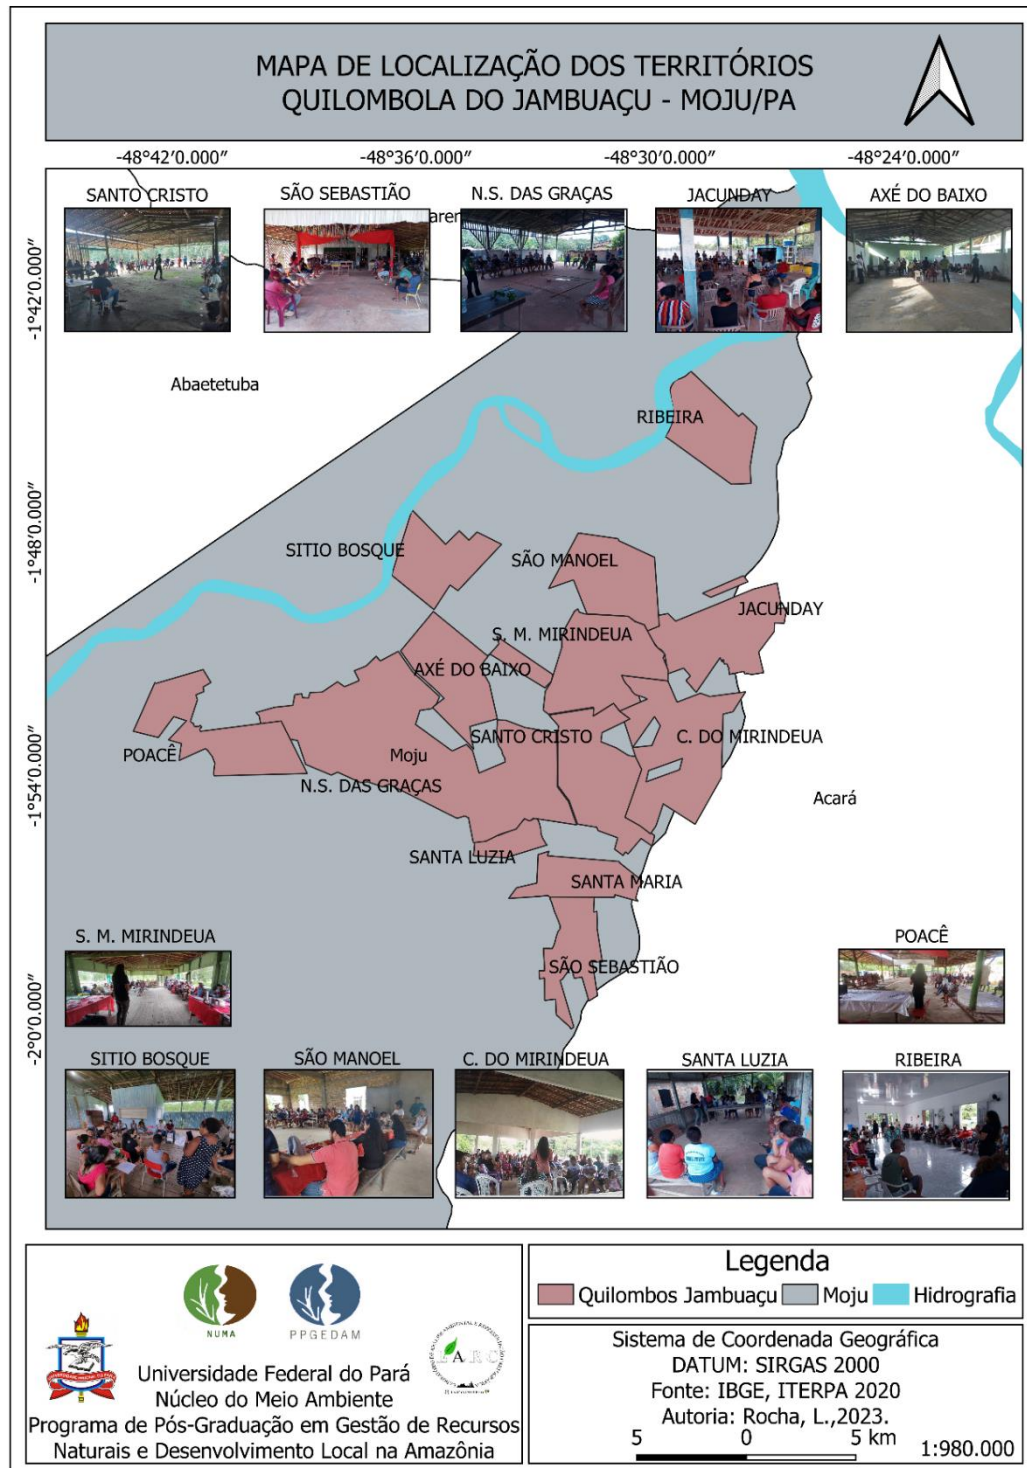 MAPA DE LOCALIZAÇÃO DOS TERRITÓRIOS
QUILOMBOLA DO JAMBUAÇU - MOJU/PA
-48°42'0.000"
-48°36'0.000"
-48°30'0.000"
-48°24'0.000"
SANTO CRISTO
SÃO SEBASTIÃO
N.S. DAS GRAÇAS
JACUNDAY
AXÉ DO BAIXO
aren
-1°42'0.000"
Abaetetuba
RIBEIRA
-1°48'0.000"
SITIO BOSQUE
SÃO MANOEL
JACUNDAY
S. M. MIRINDEUA
AXÉ DO BAIXO
SANTO CRISTO
C. DO MIRINDEUA
POACÊ
Moju
N.S. DAS GRAÇAS
-1°54'0.000"
Acará
SANTA LUZIA
SANTA MARIA
S. M. MIRINDEUA
POACÊ
SÃO SEBASTIÃO
-2°0'0.000"
SITIO BOSQUE
SÃO MANOEL
C. DO MIRINDEUA
SANTA LUZIA
RIBEIRA
NUMA
PPGEDAM
Universidade Federal do Pará
Núcleo do Meio Ambiente
Programa de Pós-Graduação em Gestão de Recursos
Naturais e Desenvolvimento Local na Amazônia
Legenda
Quilombos Jambuaçu
Moju
Hidrografia
Sistema de Coordenada Geográfica
DATUM: SIRGAS 2000
Fonte: IBGE, ITERPA 2020
Autoria: Rocha, L.,2023.
5 0 5 km
1:980.000